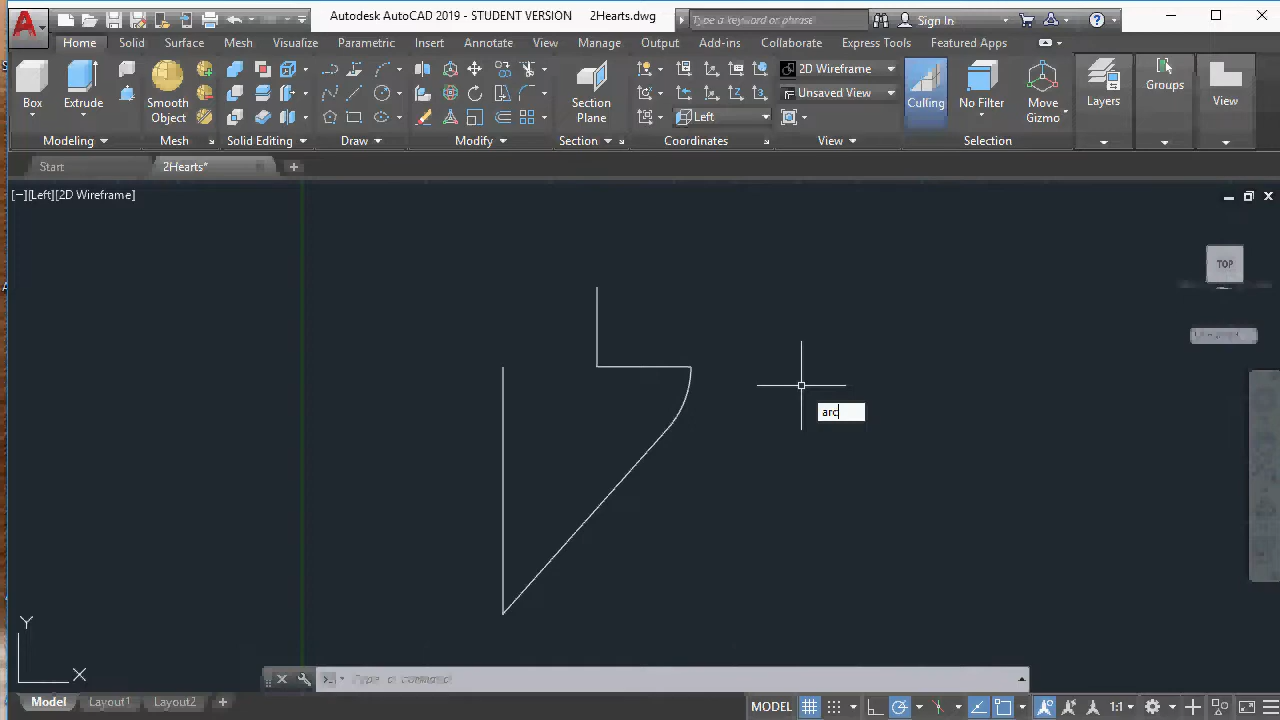 Autodesk AutoCAD 2019 - STUDENT VERSION 2Hearts.dwg
Type a keyword or phrase
Sign In
Home Solid Surface Mesh Visualize Parametric Insert Annotate View Manage Output Add-ins Collaborate Express Tools Featured Apps
2D Wireframe
Unsaved View
Left
Box
Extrude
Smooth
Object
Section
Plane
Culling
No Filter
Move
Gizmo
Layers
Groups
View
Modeling Mesh Solid Editing Draw Modify Section Coordinates View Selection
Start 2Hearts*
[−][Left][2D Wireframe]
TOP
arc
Y
X
Type a command
Model Layout1 Layout2
MODEL
1:1